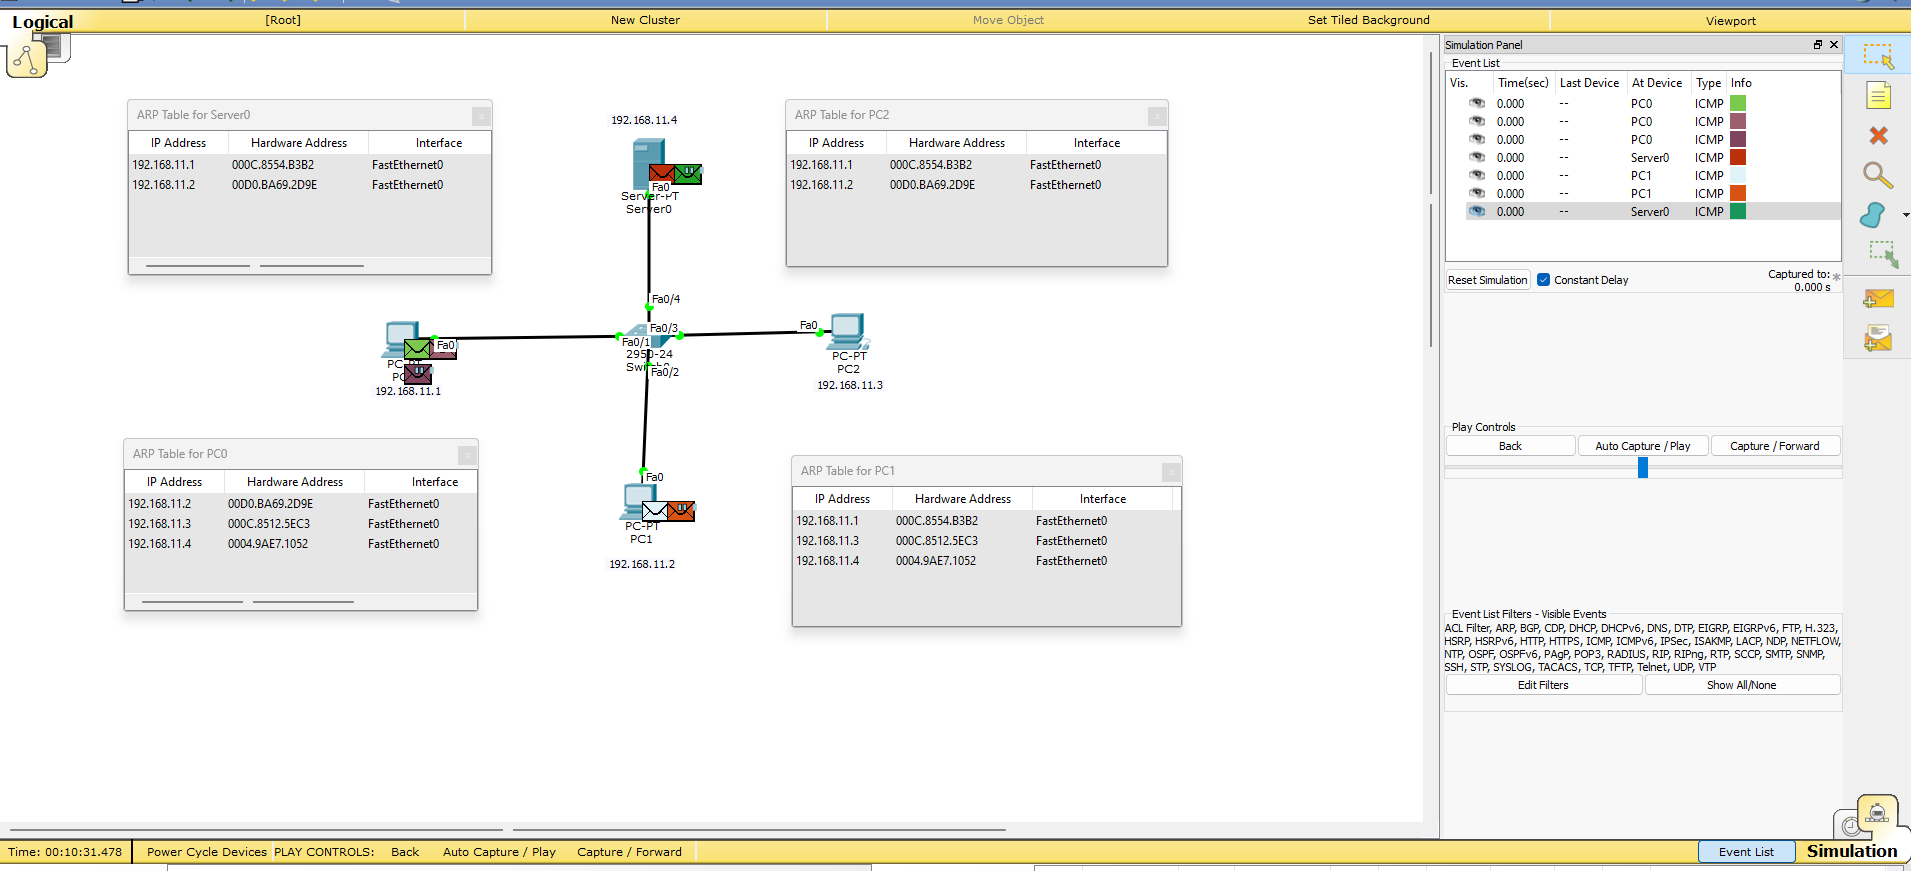 Logical
[Root]
New Cluster
Move Object
Set Tiled Background
Viewport
ARP Table for Server0
IP Address Hardware Address Interface
192.168.11.1 000C.8554.B3B2 FastEthernet0
192.168.11.2 00D0.BA69.2D9E FastEthernet0
192.168.11.4
Fa0
Server-PT
Server0
ARP Table for PC2
IP Address Hardware Address Interface
192.168.11.1 000C.8554.B3B2 FastEthernet0
192.168.11.2 00D0.BA69.2D9E FastEthernet0
Fa0/4
Fa0/3
Fa0/1
2950-24
Fa0/2
Fa0
192.168.11.1
Fa0
PC-PT
PC2
192.168.11.3
ARP Table for PC0
IP Address Hardware Address Interface
192.168.11.2 00D0.BA69.2D9E FastEthernet0
192.168.11.3 000C.8512.5EC3 FastEthernet0
192.168.11.4 0004.9AE7.1052 FastEthernet0
Fa0
PC-PT
PC1
192.168.11.2
ARP Table for PC1
IP Address Hardware Address Interface
192.168.11.1 000C.8554.B3B2 FastEthernet0
192.168.11.3 000C.8512.5EC3 FastEthernet0
192.168.11.4 0004.9AE7.1052 FastEthernet0
Simulation Panel
Event List
Vis. Time(sec) Last Device At Device Type Info
0.000 -- PC0 ICMP
0.000 -- PC0 ICMP
0.000 -- PC0 ICMP
0.000 -- Server0 ICMP
0.000 -- PC1 ICMP
0.000 -- PC1 ICMP
0.000 -- Server0 ICMP
Reset Simulation Constant Delay
Captured to: *
0.000 s
Play Controls
Back Auto Capture / Play Capture / Forward
Event List Filters - Visible Events
ACL Filter, ARP, BGP, CDP, DHCP, DHCPv6, DNS, DTP, EIGRP, EIGRPv6, FTP, H.323,
HSRP, HSRPv6, HTTP, HTTPS, ICMP, ICMPv6, IPSec, ISAKMP, LACP, NDP, NETFLOW,
NTP, OSPF, OSPFv6, PAgP, POP3, RADIUS, RIP, RIPng, RTP, SCCP, SMTP, SNMP,
SSH, STP, SYSLOG, TACACS, TCP, TFTP, Telnet, UDP, VTP
Edit Filters Show All/None
Time: 00:10:31.478 Power Cycle Devices PLAY CONTROLS: Back Auto Capture / Play Capture / Forward
Event List Simulation